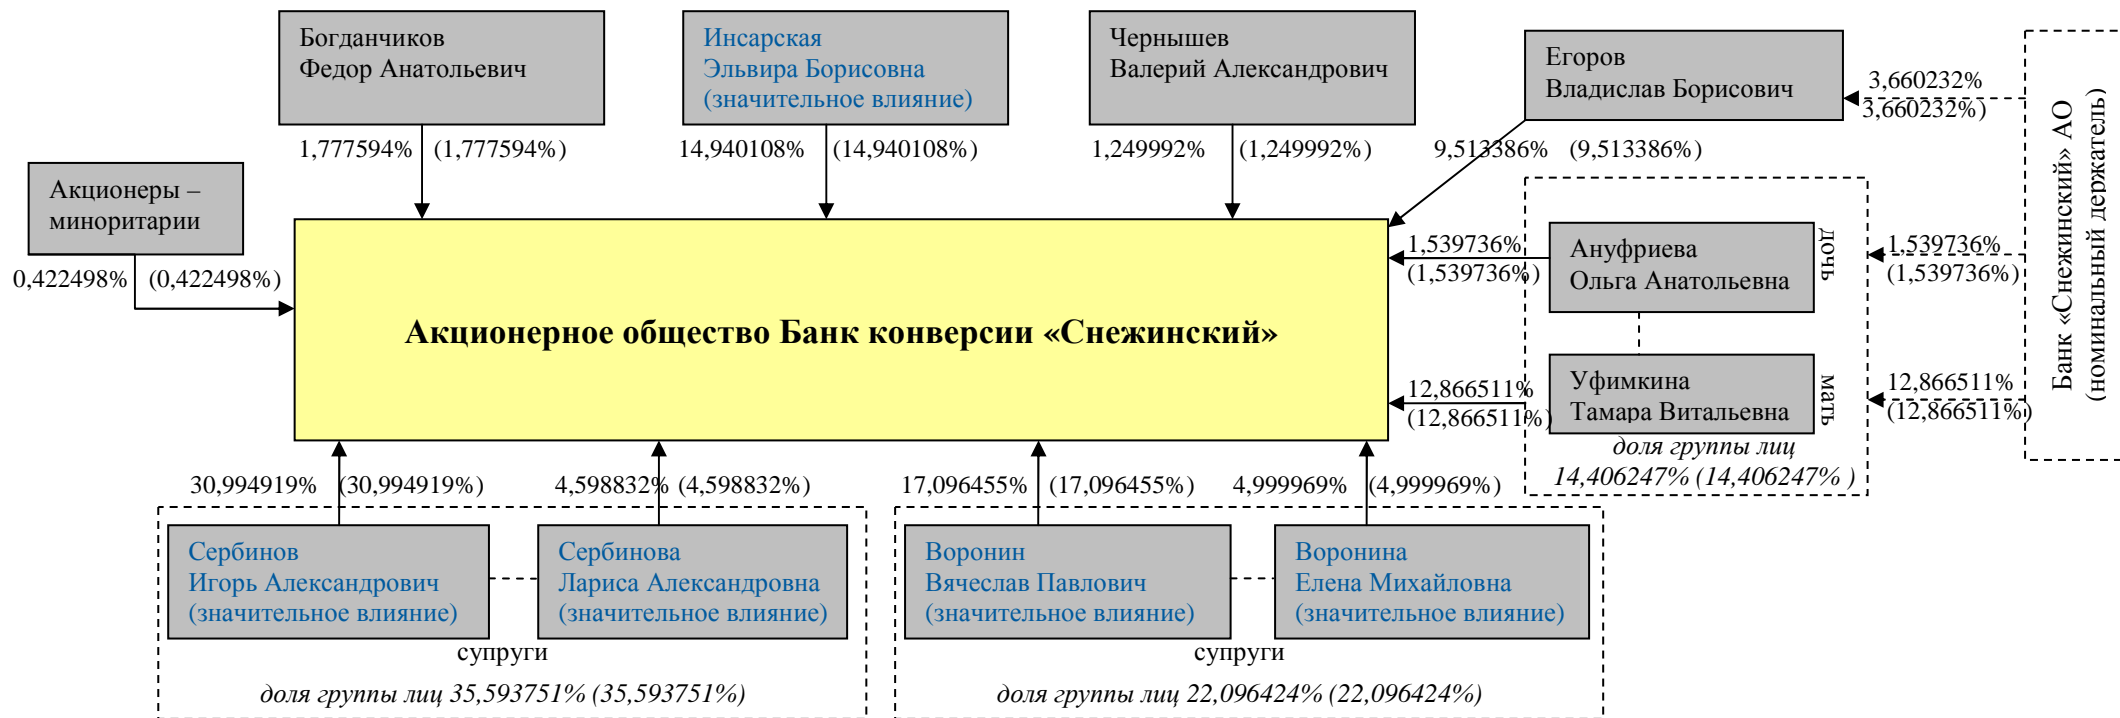 Богданчиков
Федор Анатольевич
Инсарская
Эльвира Борисовна
(значительное влияние)
Чернышев
Валерий Александрович
Егоров
Владислав Борисович
3,660232%
(3,660232%)
Банк «Снежинский» АО
(номинальный держатель)
1,777594% (1,777594%)
14,940108% (14,940108%)
1,249992% (1,249992%)
9,513386% (9,513386%)
Акционеры –
миноритарии
0,422498% (0,422498%)
Акционерное общество Банк конверсии «Снежинский»
1,539736%
(1,539736%)
Ануфриева
Ольга Анатольевна
дочь
1,539736%
(1,539736%)
12,866511%
(12,866511%)
Уфимкина
Тамара Витальевна
мать
12,866511%
(12,866511%)
доля группы лиц
14,406247% (14,406247% )
30,994919% (30,994919%)
4,598832% (4,598832%)
17,096455% (17,096455%)
4,999969% (4,999969%)
Сербинов
Игорь Александрович
(значительное влияние)
Сербинова
Лариса Александровна
(значительное влияние)
супруги
доля группы лиц 35,593751% (35,593751%)
Воронин
Вячеслав Павлович
(значительное влияние)
Воронина
Елена Михайловна
(значительное влияние)
супруги
доля группы лиц 22,096424% (22,096424%)